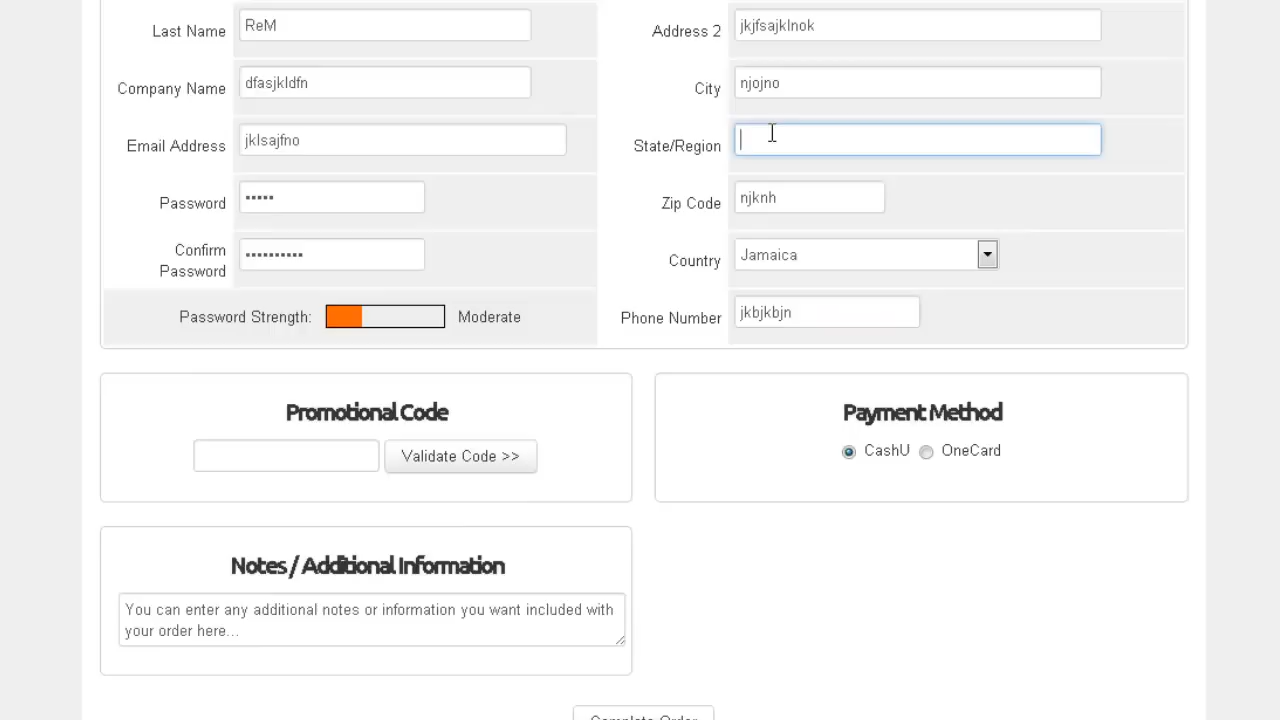 Last Name ReM
Company Name dfasjkldfn
Email Address jklsajfno
Password •••••
Confirm Password ••••••••••
Password Strength: Moderate
Address 2 jkjfsajklnok
City njojno
State/Region
Zip Code njknh
Country Jamaica
Phone Number jkbjkbjn
Promotional Code
Validate Code >>
Payment Method
CashU OneCard
Notes / Additional Information
You can enter any additional notes or information you want included with
your order here...
Complete Order